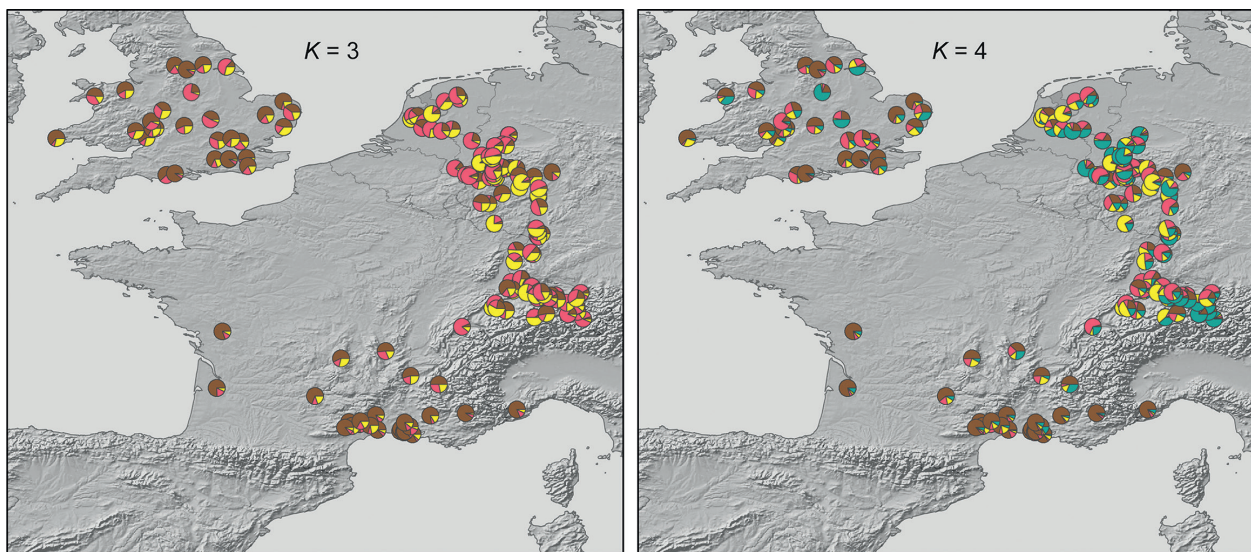 K = 3
K = 4